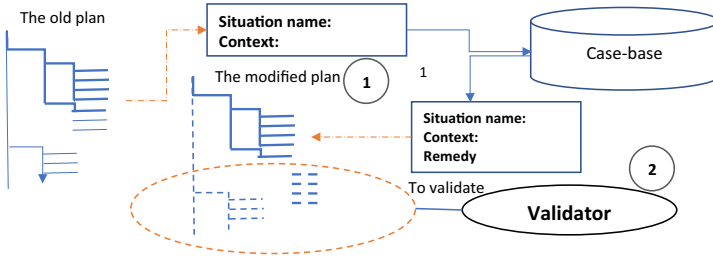 The old plan
Situation name:
Context:
Case-base
The modified plan
1
1
Situation name:
Context:
Remedy
To validate
2
Validator